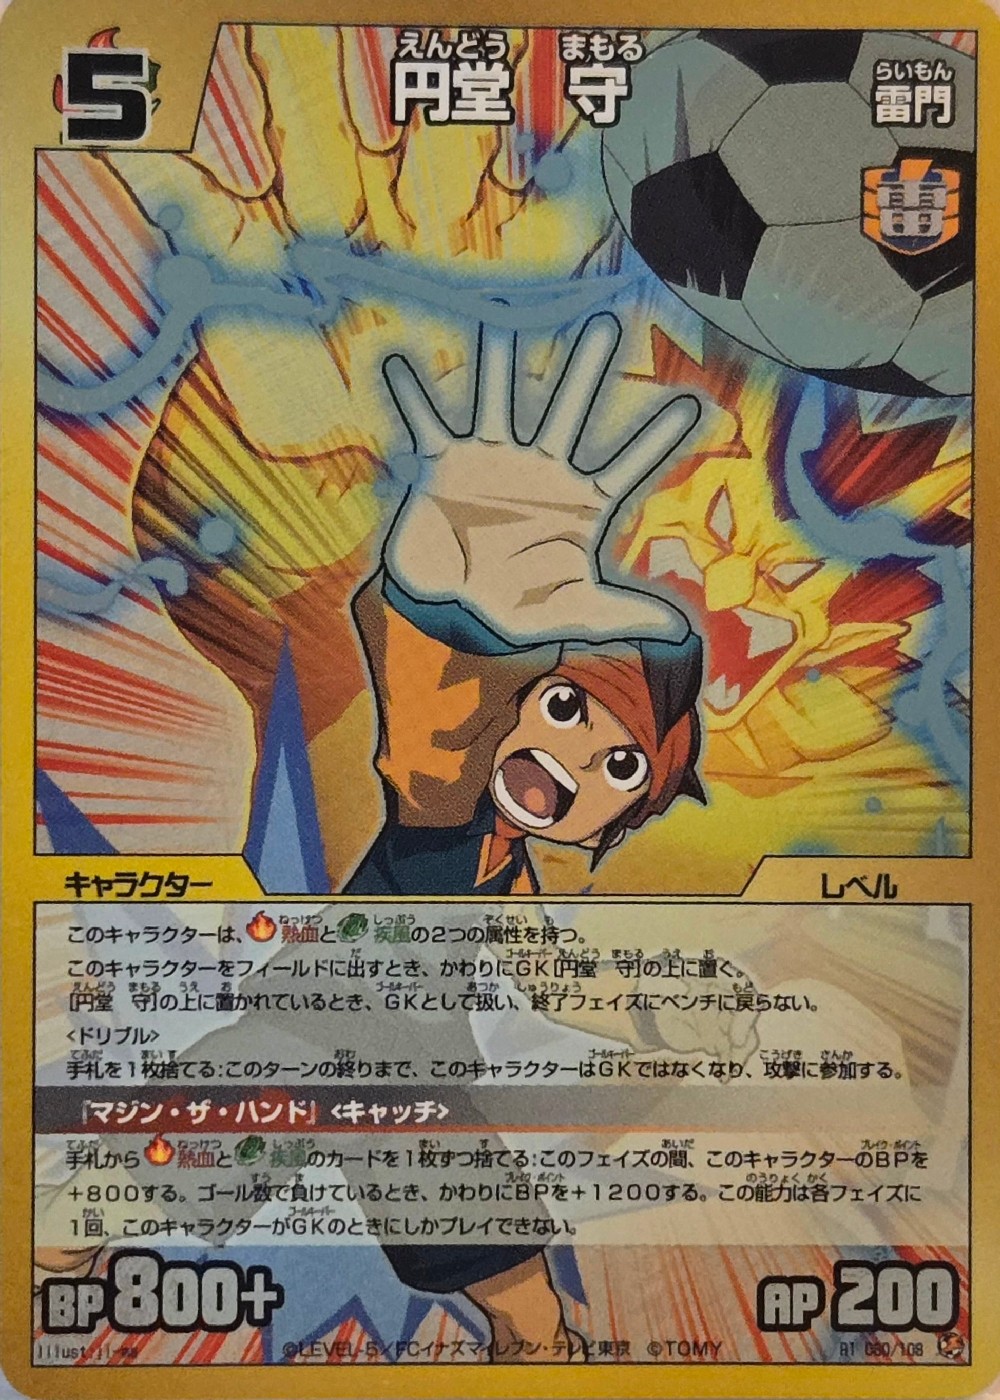 5
えんどう まもる
円堂 守
らいもん
雷門
雷
キャラクター
レベル
このキャラクターは、熱血と疾風の2つの属性を持つ。
このキャラクターをフィールドに出すとき、かわりにGK[円堂 守]の上に置く。
[円堂 守]の上に置かれているとき、GKとして扱い、終了フェイズにベンチに戻らない。
<ドリブル>
手札を1枚捨てる:このターンの終りまで、このキャラクターはGKではなくなり、攻撃に参加する。
『マジン・ザ・ハンド』<キャッチ>
手札から熱血と疾風のカードを1枚ずつ捨てる:このフェイズの間、このキャラクターのBPを
+800する。ゴール数で負けているとき、かわりにBPを+1200する。この能力は各フェイズに
1回、このキャラクターがGKのときにしかプレイできない。
BP 800+
AP 200
©LEVEL-5/FCイナズマイレブン・テレビ東京 ©TOMY